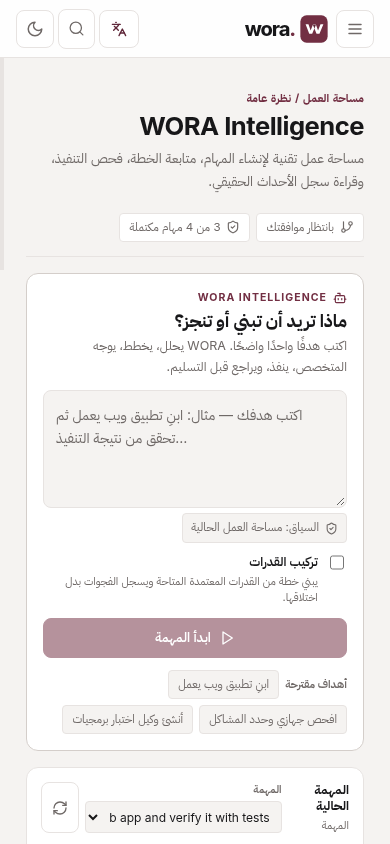 wora. w
مساحة العمل / نظرة عامة
WORA Intelligence
مساحة عمل تقنية لإنشاء المهام، متابعة الخطة، فحص التنفيذ،
وقراءة سجل الأحداث الحقيقي.
بانتظار موافقتك
3 من 4 مهام مكتملة
WORA INTELLIGENCE
ماذا تريد أن تبني أو تنجز؟
اكتب هدفًا واحدًا واضحًا. WORA يحلل، يخطط، يوجه
المتخصص، ينفذ، ويراجع قبل التسليم.
اكتب هدفك — مثال: ابنِ تطبيق ويب يعمل ثم
تحقق من نتيجة التنفيذ...
السياق: مساحة العمل الحالية
تركيب القدرات
يبني خطة من القدرات المعتمدة المتاحة ويسجل الفجوات بدل
اختلاقها.
ابدأ المهمة
أهداف مقترحة
ابنِ تطبيق ويب يعمل
افحص جهازي وحدد المشاكل
أنشئ وكيل اختبار برمجيات
المهمة
الحالية
المهمة
المهمة
b app and verify it with tests